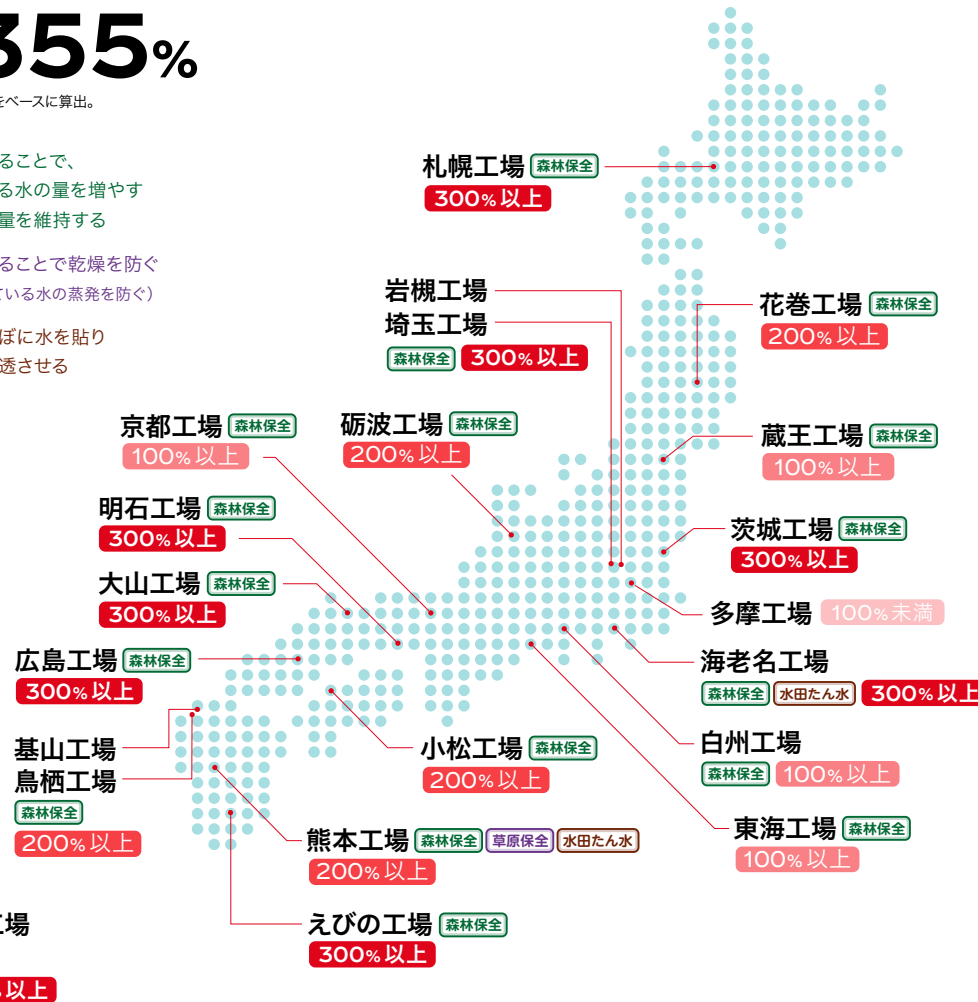 355%
をベースに算出。
ることで、
る水の量を増やす
量を維持する
ることで乾燥を防ぐ
ている水の蒸発を防ぐ）
ぼに水を貼り
透させる
札幌工場 森林保全
300%以上
岩槻工場
埼玉工場
森林保全 300%以上
花巻工場 森林保全
200%以上
京都工場 森林保全
100%以上
砺波工場 森林保全
200%以上
蔵王工場 森林保全
100%以上
明石工場 森林保全
300%以上
茨城工場 森林保全
300%以上
大山工場 森林保全
300%以上
多摩工場 100%未満
広島工場 森林保全
300%以上
海老名工場
森林保全 水田たん水 300%以上
基山工場
鳥栖工場
森林保全
200%以上
小松工場 森林保全
200%以上
白州工場
森林保全 100%以上
熊本工場 森林保全 草原保全 水田たん水
200%以上
東海工場 森林保全
100%以上
えびの工場 森林保全
300%以上
工場
%以上